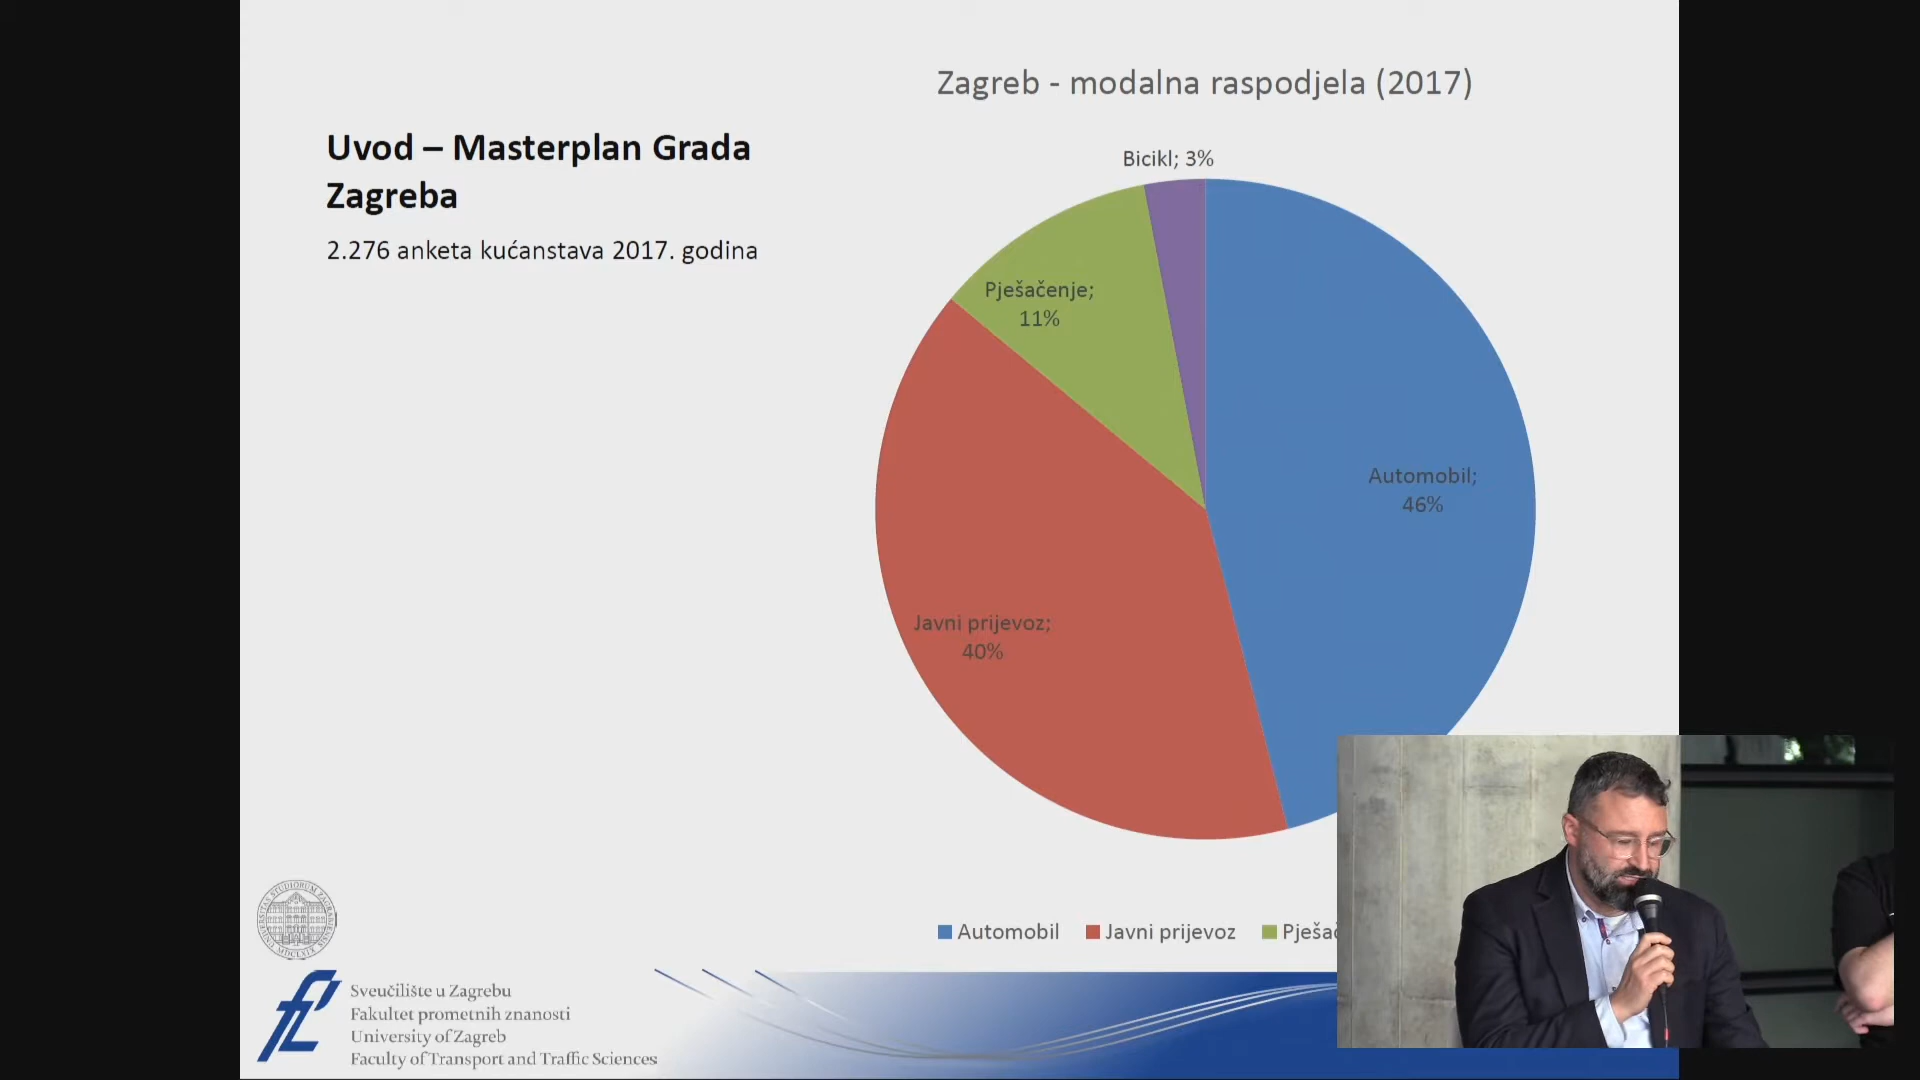 Zagreb - modalna raspodjela (2017)
Uvod – Masterplan Grada
Zagreba
2.276 anketa kućanstava 2017. godina
Bicikl; 3%
Pješačenje;
11%
Automobil;
46%
Javni prijevoz;
40%
Automobil
Javni prijevoz
Sveučilište u Zagrebu
Fakultet prometnih znanosti
University of Zagreb
Faculty of Transport and Traffic Sciences